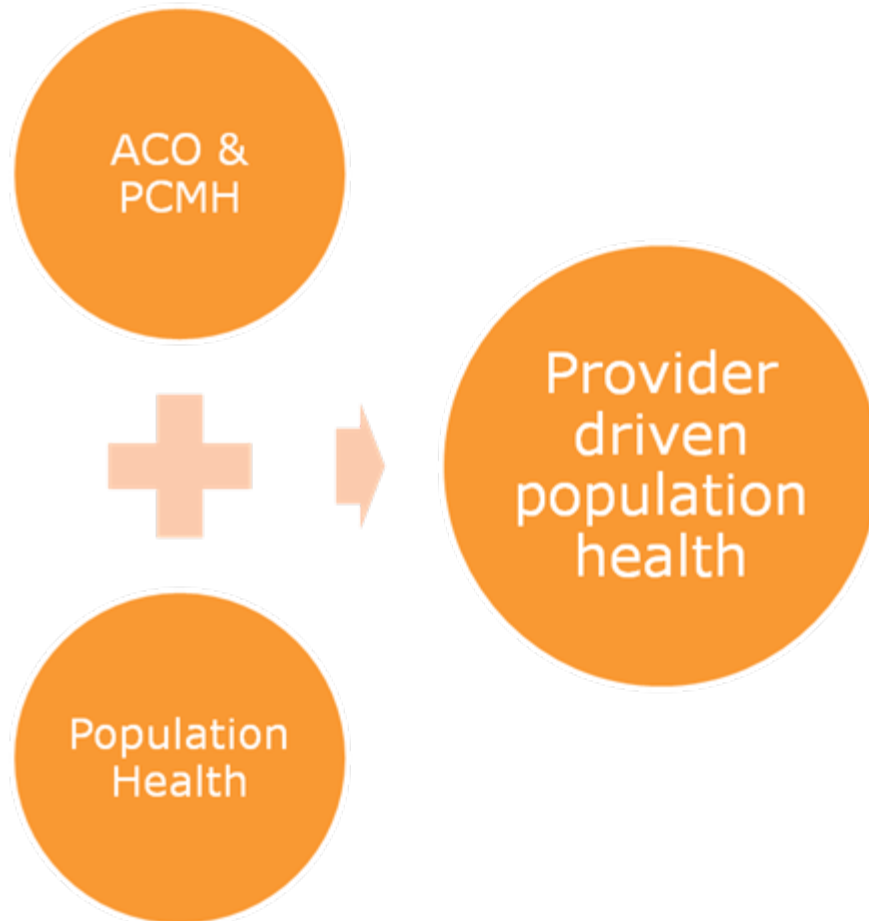 ACO &
PCMH
Population
Health
Provider
driven
population
health